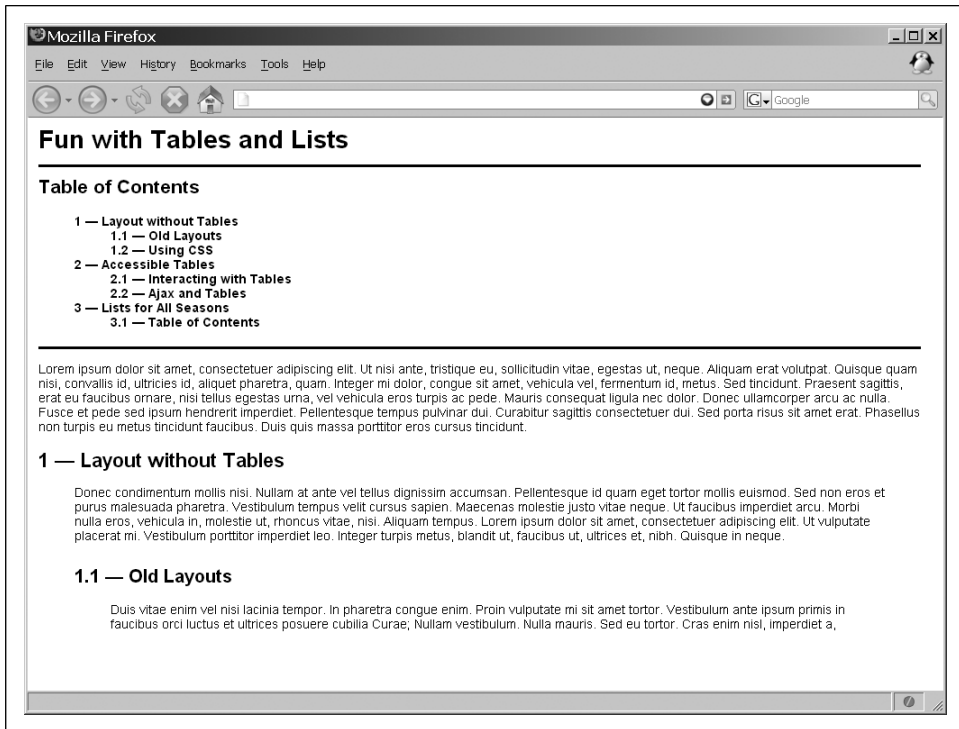 Mozilla Firefox
File Edit View History Bookmarks Tools Help
G Google
Fun with Tables and Lists
Table of Contents
1 — Layout without Tables
1.1 — Old Layouts
1.2 — Using CSS
2 — Accessible Tables
2.1 — Interacting with Tables
2.2 — Ajax and Tables
3 — Lists for All Seasons
3.1 — Table of Contents
Lorem ipsum dolor sit amet, consectetuer adipiscing elit. Ut nisi ante, tristique eu, sollicitudin vitae, egestas ut, neque. Aliquam erat volutpat. Quisque quam
nisi, convallis id, ultricies id, aliquet pharetra, quam. Integer mi dolor, congue sit amet, vehicula vel, fermentum id, metus. Sed tincidunt. Praesent sagittis,
erat eu faucibus ornare, nisi tellus egestas urna, vel vehicula eros turpis ac pede. Mauris consequat ligula nec dolor. Donec ullamcorper arcu ac nulla.
Fusce et pede sed ipsum hendrerit imperdiet. Pellentesque tempus pulvinar dui. Curabitur sagittis consectetuer dui. Sed porta risus sit amet erat. Phasellus
non turpis eu metus tincidunt faucibus. Duis quis massa porttitor eros cursus tincidunt.
1 — Layout without Tables
Donec condimentum mollis nisi. Nullam at ante vel tellus dignissim accumsan. Pellentesque id quam eget tortor mollis euismod. Sed non eros et
purus malesuada pharetra. Vestibulum tempus velit cursus sapien. Maecenas molestie justo vitae neque. Ut faucibus imperdiet arcu. Morbi
nulla eros, vehicula in, molestie ut, rhoncus vitae, nisi. Aliquam tempus. Lorem ipsum dolor sit amet, consectetuer adipiscing elit. Ut vulputate
placerat mi. Vestibulum porttitor imperdiet leo. Integer turpis metus, blandit ut, faucibus ut, ultrices et, nibh. Quisque in neque.
1.1 — Old Layouts
Duis vitae enim vel nisi lacinia tempor. In pharetra congue enim. Proin vulputate mi sit amet tortor. Vestibulum ante ipsum primis in
faucibus orci luctus et ultrices posuere cubilia Curae; Nullam vestibulum. Nulla mauris. Sed eu tortor. Cras enim nisl, imperdiet a,